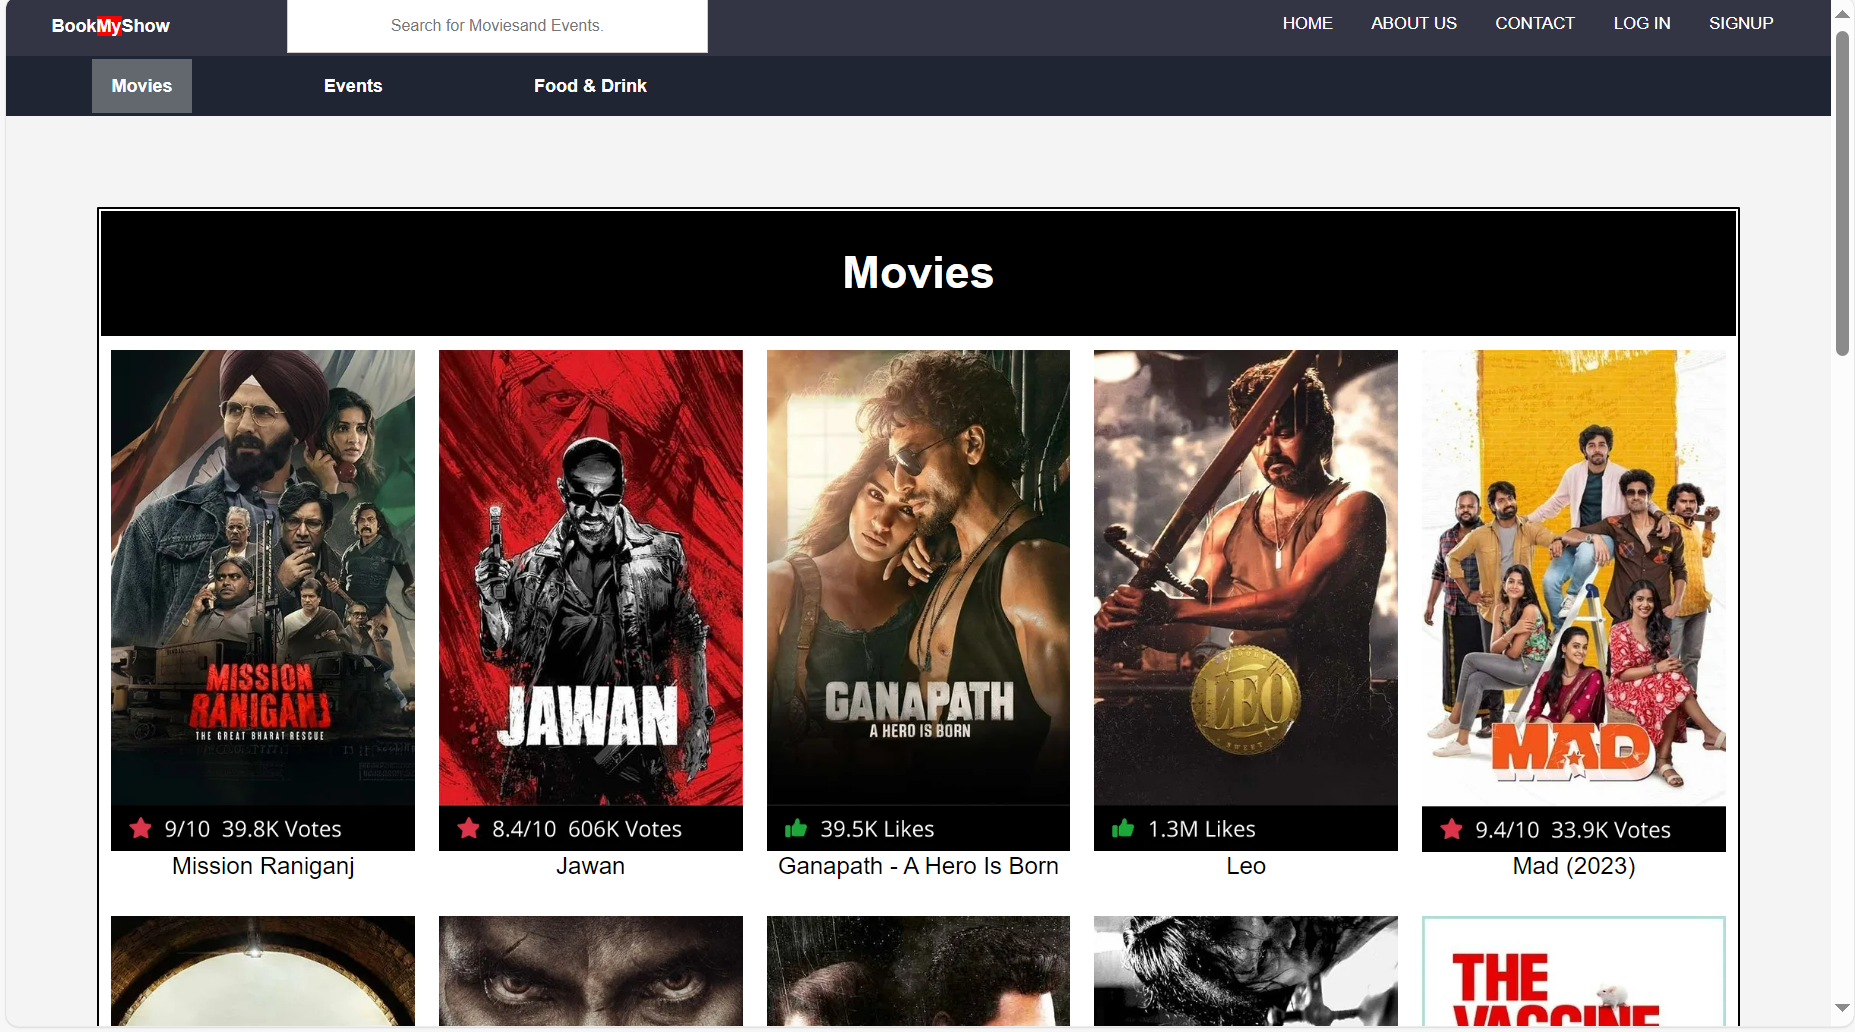 BookMyShow
Search for Moviesand Events.
HOME ABOUT US CONTACT LOG IN SIGNUP
Movies Events Food & Drink
Movies
MISSION
RANIGANJ
THE GREAT BHARAT RESCUE
JAWAN
GANAPATH
A HERO IS BORN
LEO
SWEET
MAD
9/10 39.8K Votes
8.4/10 606K Votes
39.5K Likes
1.3M Likes
9.4/10 33.9K Votes
Mission Raniganj
Jawan
Ganapath - A Hero Is Born
Leo
Mad (2023)
THE
VACCINE